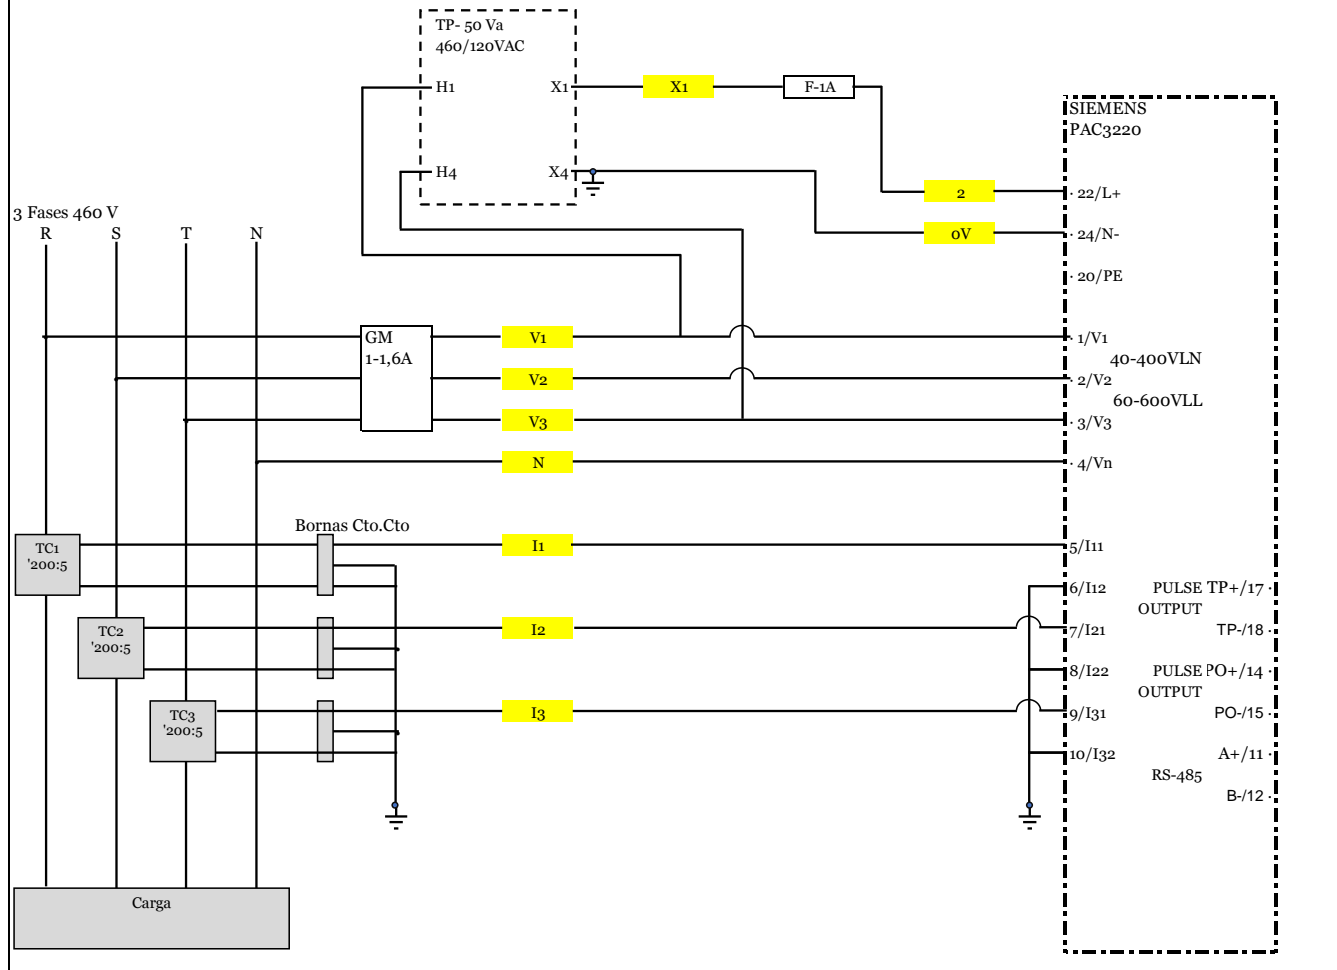 TP- 50 Va
460/120VAC
H1
X1
X1
F-1A
SIEMENS
PAC3220
H4
X4
2
· 22/L+
3 Fases 460 V
R
S
T
N
0V
· 24/N-
· 20/PE
GM
1-1,6A
V1
· 1/V1
40-400VLN
V2
· 2/V2
60-600VLL
V3
· 3/V3
N
· 4/Vn
Bornas Cto.Cto
TC1
'200:5
I1
5/I11
6/I12
PULSE TP+/17 ·
OUTPUT
TC2
'200:5
I2
7/I21
TP-/18 ·
8/I22
PULSE PO+/14 ·
OUTPUT
TC3
'200:5
I3
9/I31
PO-/15 ·
10/I32
A+/11 ·
RS-485
B-/12 ·
Carga